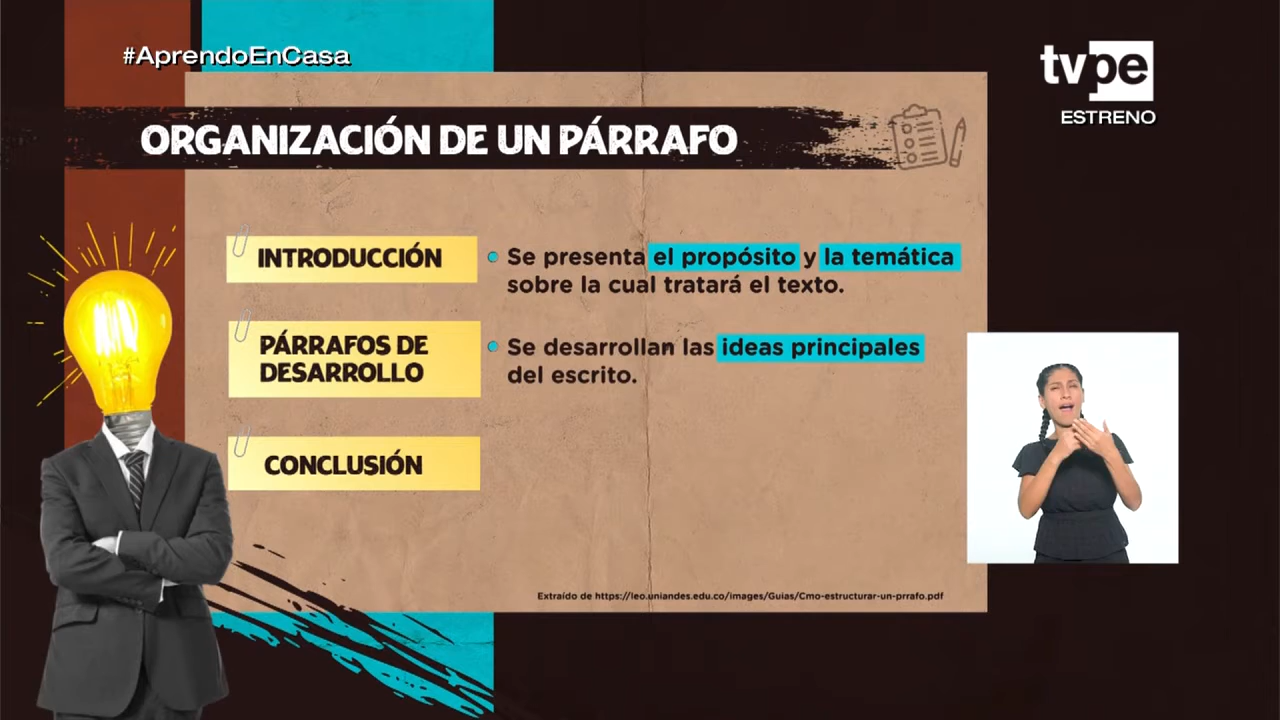 #AprendoEnCasa
tvpe
ESTRENO
ORGANIZACIÓN DE UN PÁRRAFO
INTRODUCCIÓN
Se presenta el propósito y la temática
sobre la cual tratará el texto.
PÁRRAFOS DE
DESARROLLO
Se desarrollan las ideas principales
del escrito.
CONCLUSIÓN
Extraído de https://leo.uniandes.edu.co/images/Guias/Cmo-estructurar-un-prrafo.pdf